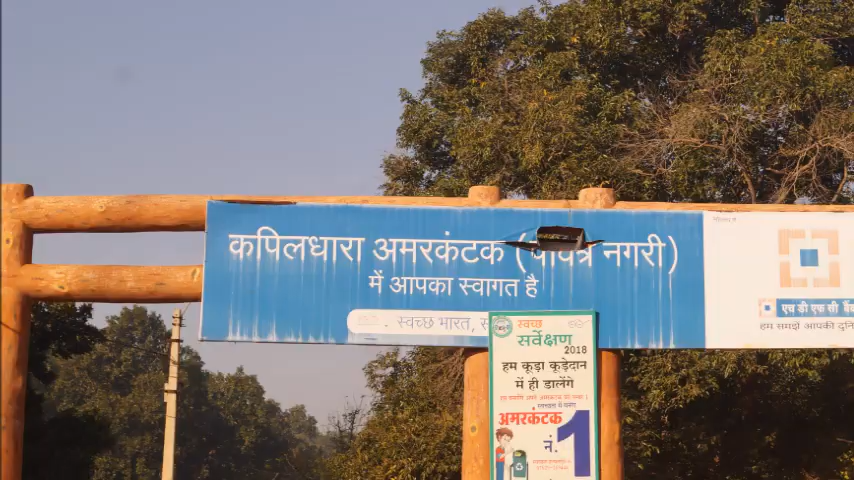 कपिलधारा अमरकंटक (पवित्र नगरी)
में आपका स्वागत है
स्वच्छ भारत,
एच डी एफ सी बैंक
हम समझें आपकी
स्वच्छ
सर्वेक्षण
2018
हम कूड़ा कूड़ेदान
में ही डालेंगे
अमरकंटक
नं. 1